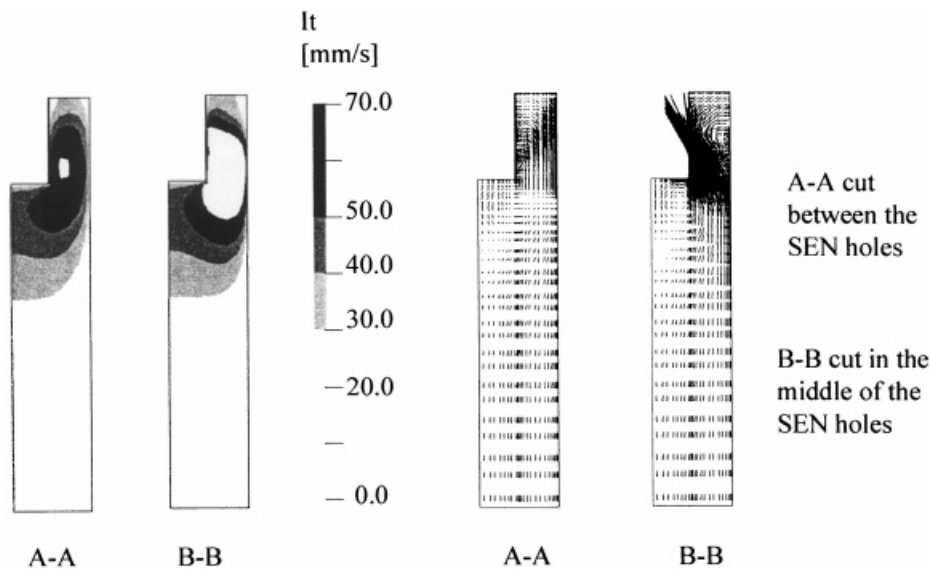 It
[mm/s]
70.0
50.0
40.0
30.0
20.0
0.0
A-A cut
between the
SEN holes
B-B cut in the
middle of the
SEN holes
A-A
B-B
A-A
B-B